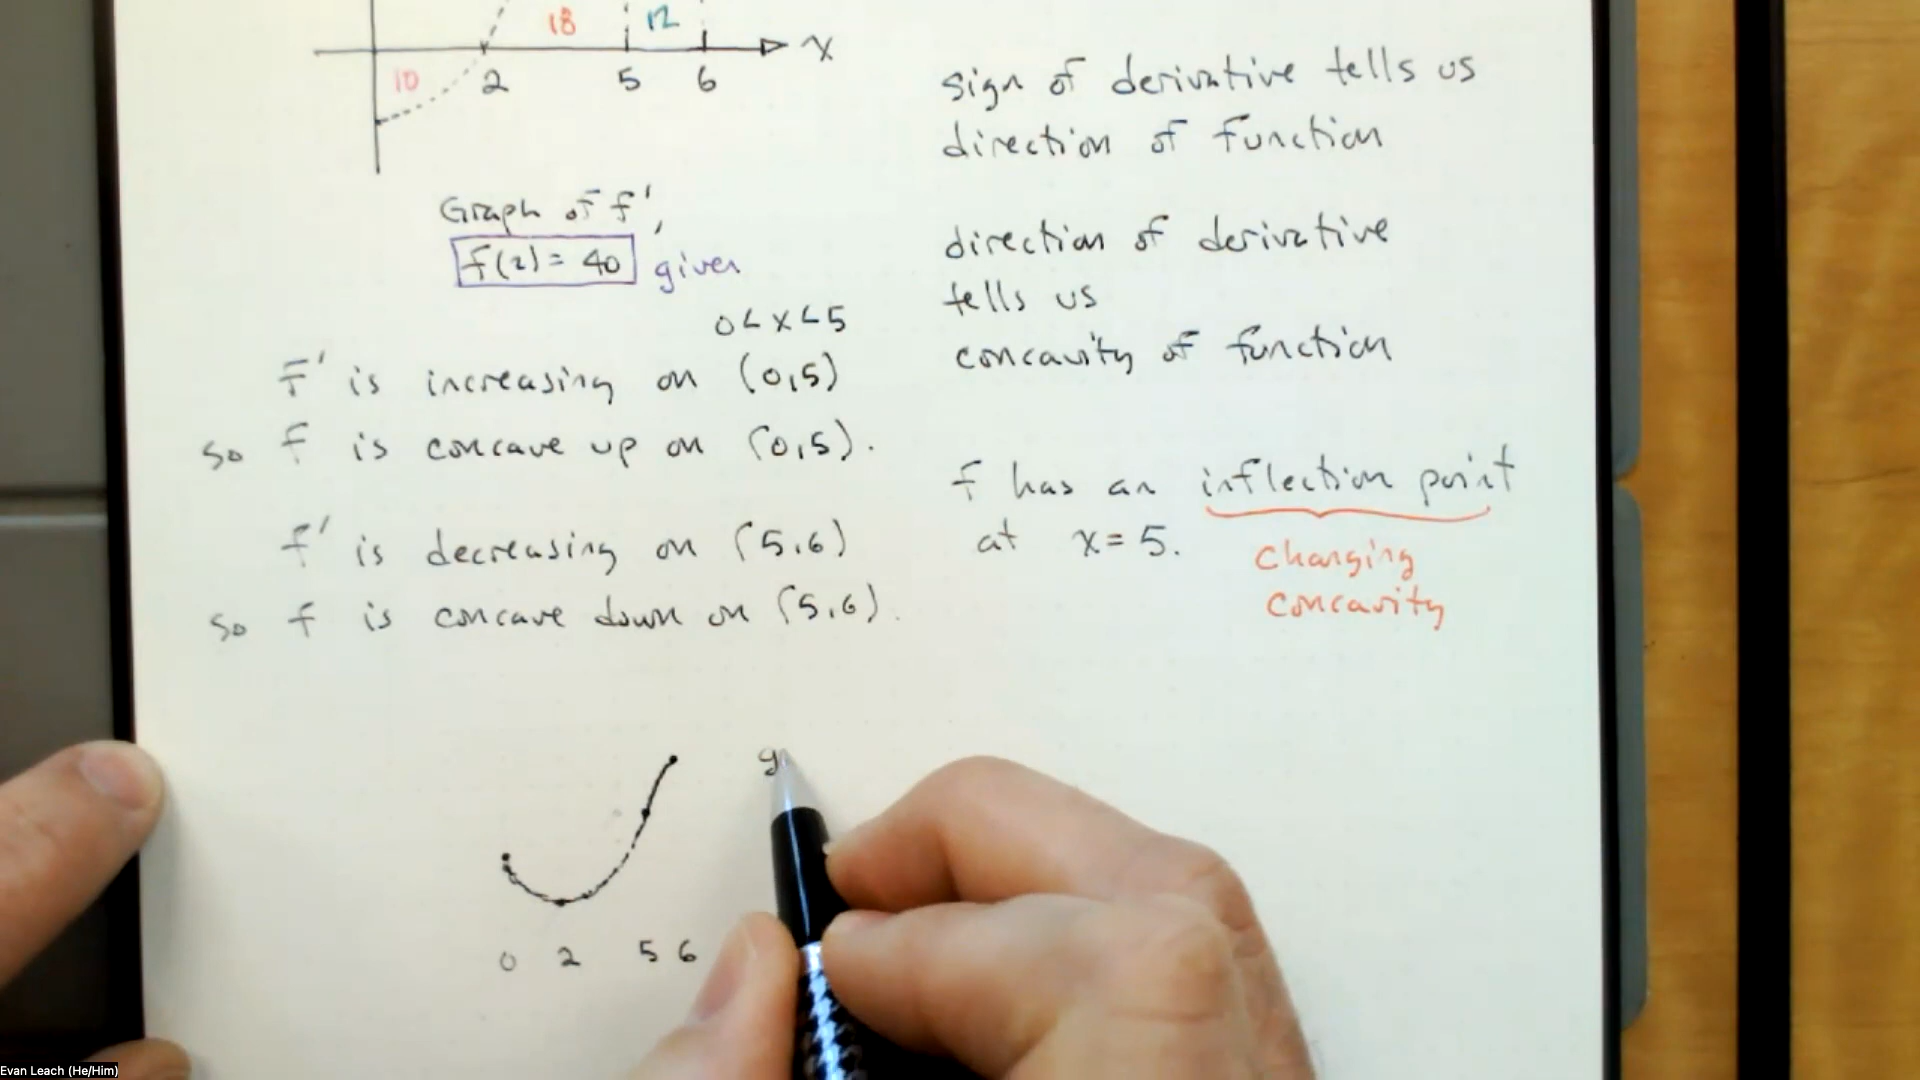 18 12
x
10 2 5 6
Graph of f',
f(2) = 40 given
0 < x < 5
f' is increasing on (0,5)
so f is concave up on (0,5).
f' is decreasing on (5,6)
so f is concave down on (5,6).
sign of derivative tells us
direction of function
direction of derivative
tells us
concavity of function
f has an inflection point
at x = 5.
changing
concavity
g
0 2 5 6
Evan Leach (He/Him)